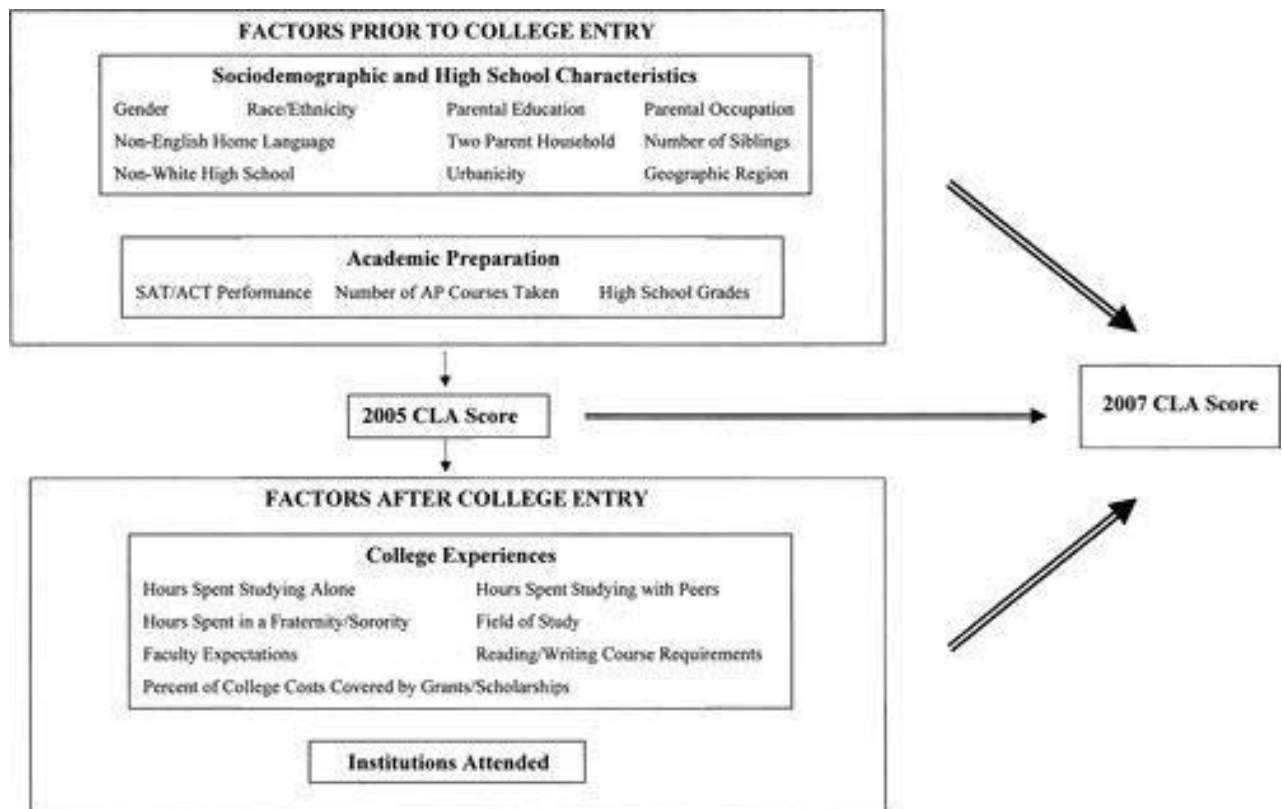 FACTORS PRIOR TO COLLEGE ENTRY
Sociodemographic and High School Characteristics
Gender Race/Ethnicity Parental Education Parental Occupation
Non-English Home Language Two Parent Household Number of Siblings
Non-White High School Urbanicity Geographic Region
Academic Preparation
SAT/ACT Performance Number of AP Courses Taken High School Grades
2005 CLA Score
2007 CLA Score
FACTORS AFTER COLLEGE ENTRY
College Experiences
Hours Spent Studying Alone Hours Spent Studying with Peers
Hours Spent in a Fraternity/Sorority Field of Study
Faculty Expectations Reading/Writing Course Requirements
Percent of College Costs Covered by Grants/Scholarships
Institutions Attended